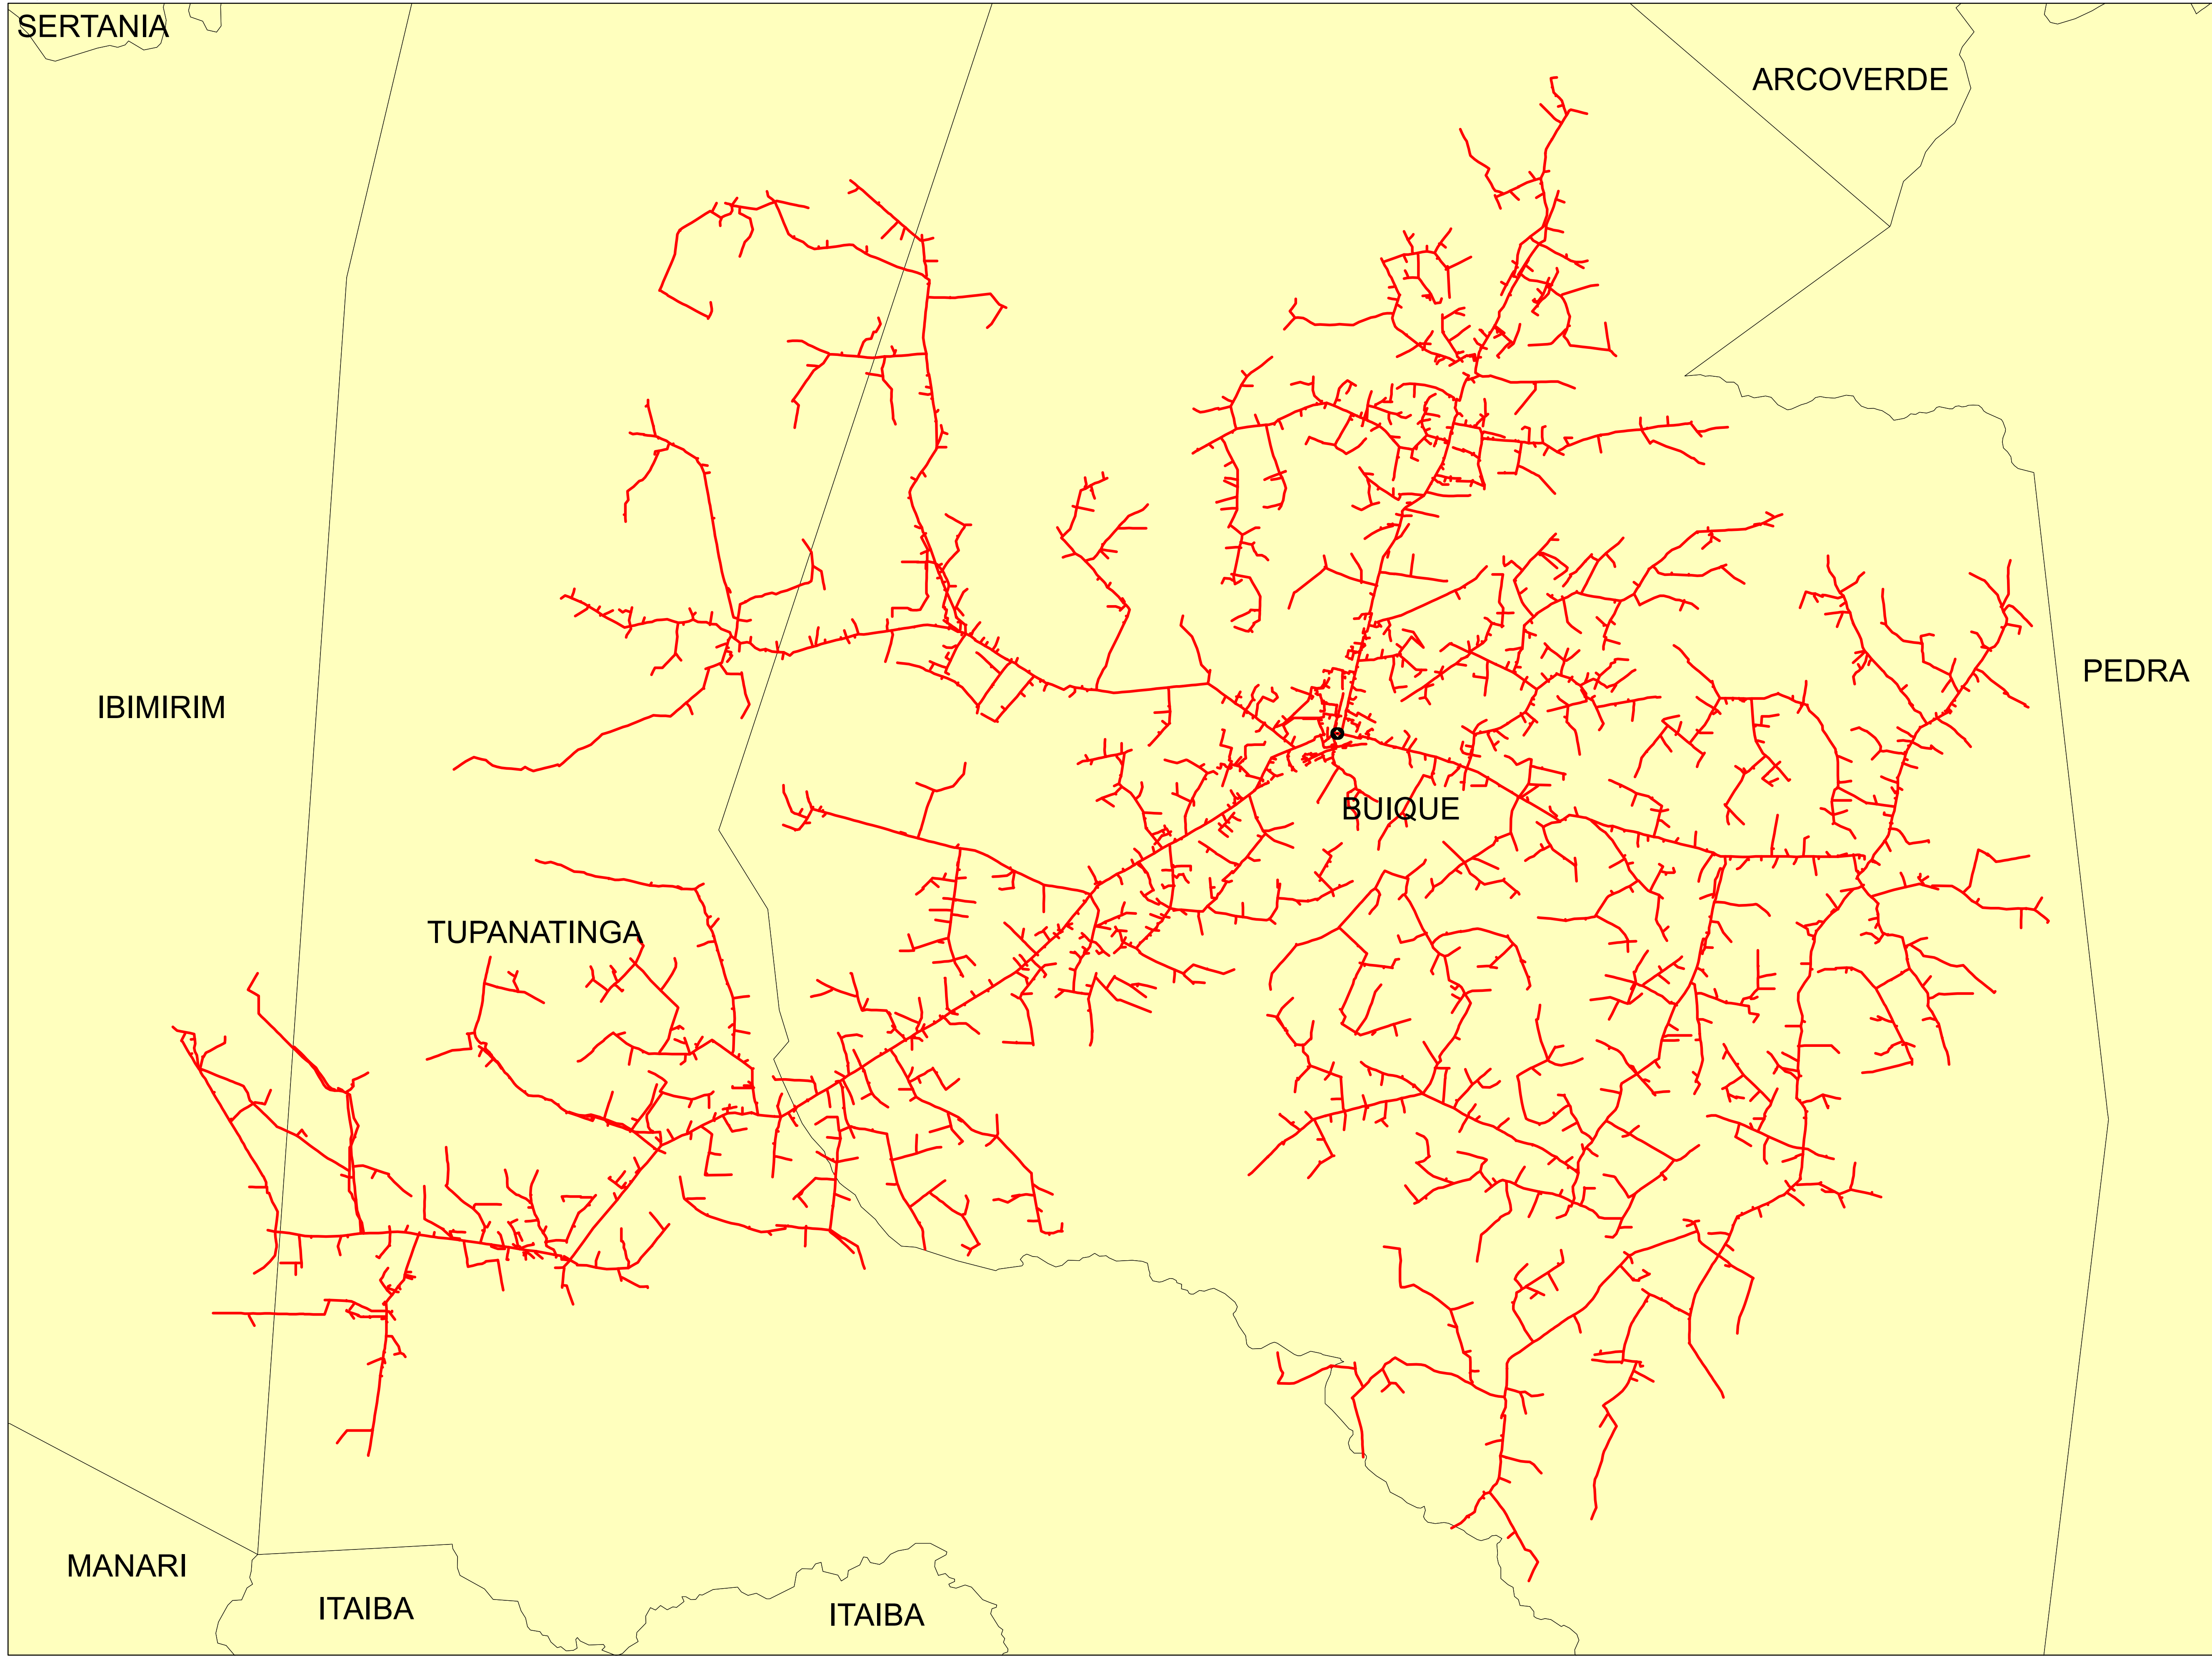 SERTANIA
ARCOVERDE
PEDRA
IBIMIRIM
BUIQUE
TUPANATINGA
MANARI
ITAIBA
ITAIBA